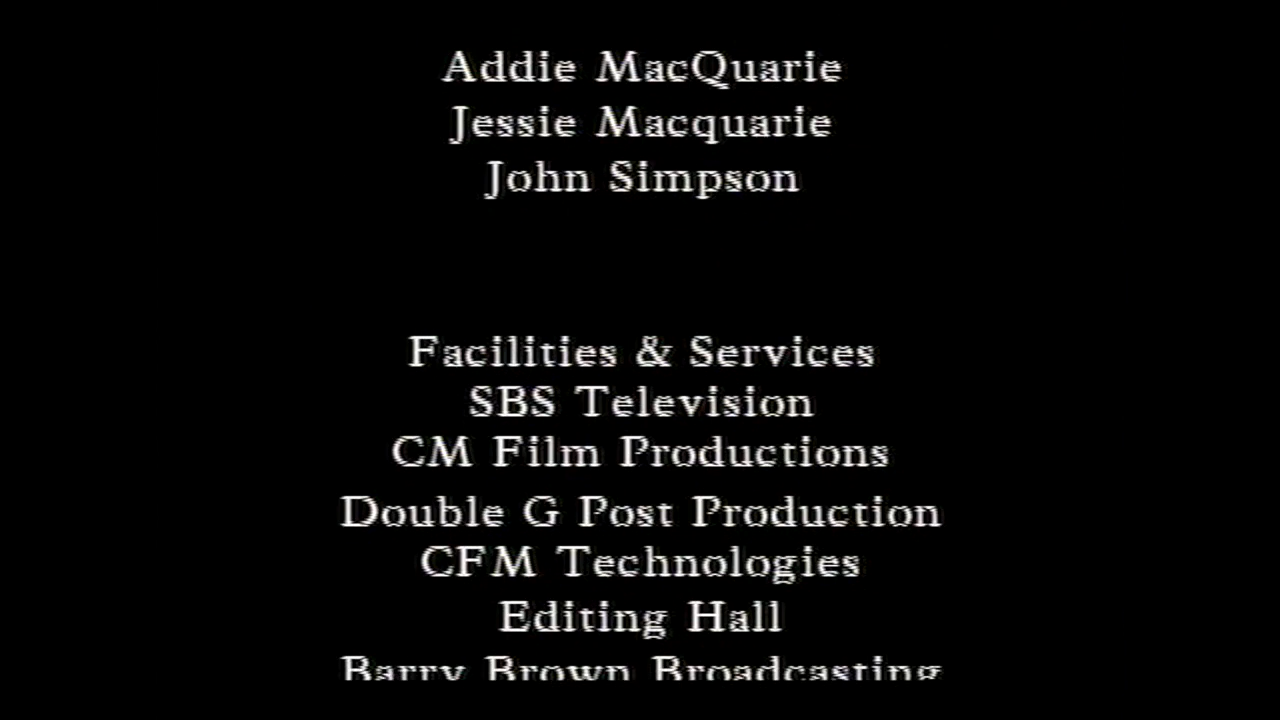 Addie MacQuarie
Jessie Macquarie
John Simpson
Facilities & Services
SBS Television
CM Film Productions
Double G Post Production
CFM Technologies
Editing Hall
Barry Brown Broadcasting